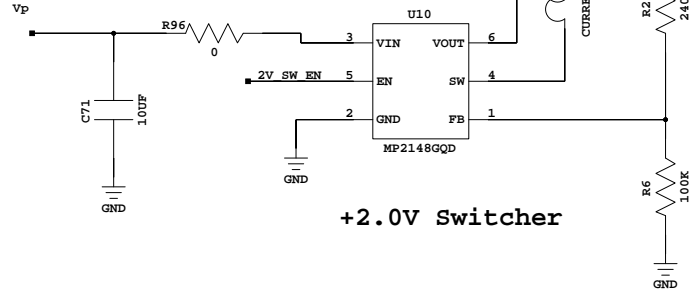 Vp
R96
0
C71
10UF
GND
2V_SW_EN
GND
U10
3
VIN
VOUT
6
5
EN
SW
4
2
GND
FB
1
MP2148GQD
R6
100K
GND
+2.0V Switcher